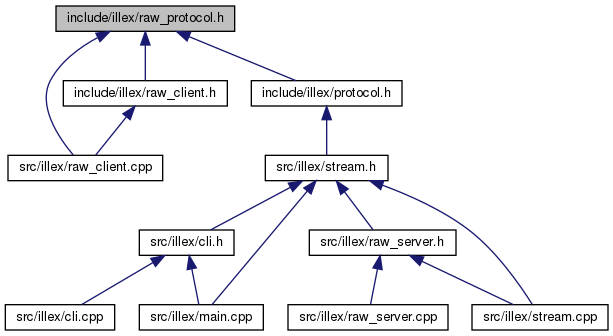 include/illex/raw_protocol.h
include/illex/raw_client.h
include/illex/protocol.h
src/illex/raw_client.cpp
src/illex/stream.h
src/illex/cli.h
src/illex/raw_server.h
src/illex/cli.cpp
src/illex/main.cpp
src/illex/raw_server.cpp
src/illex/stream.cpp